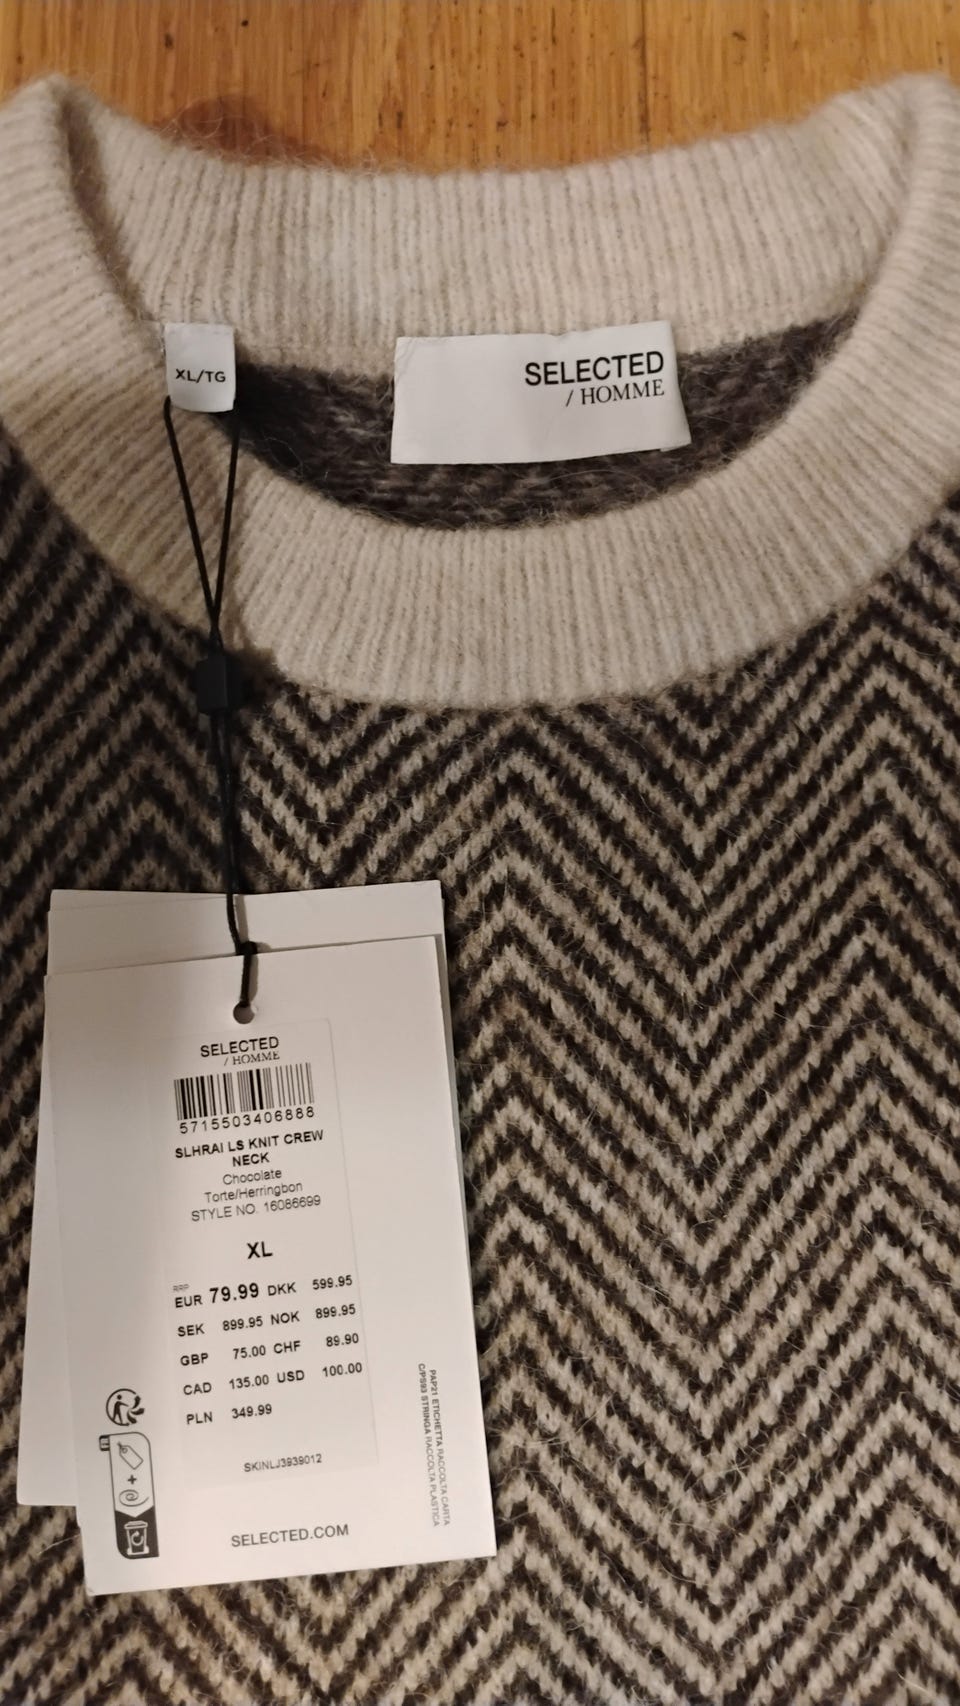 XL/TG
SELECTED
/ HOMME
SELECTED
/ HOMME
5715503406888
SLHRAI LS KNIT CREW
NECK
Chocolate
Torte/Herringbon
STYLE NO. 16086699
XL
RRP
EUR 79.99 DKK 599.95
SEK 899.95 NOK 899.95
GBP 75.00 CHF 89.90
CAD 135.00 USD 100.00
PLN 349.99
SKINLJ3939012
SELECTED.COM
PAP21 ETICHETTA RACCOLTA CARTA
C/PS93 STRINGA RACCOLTA PLASTICA